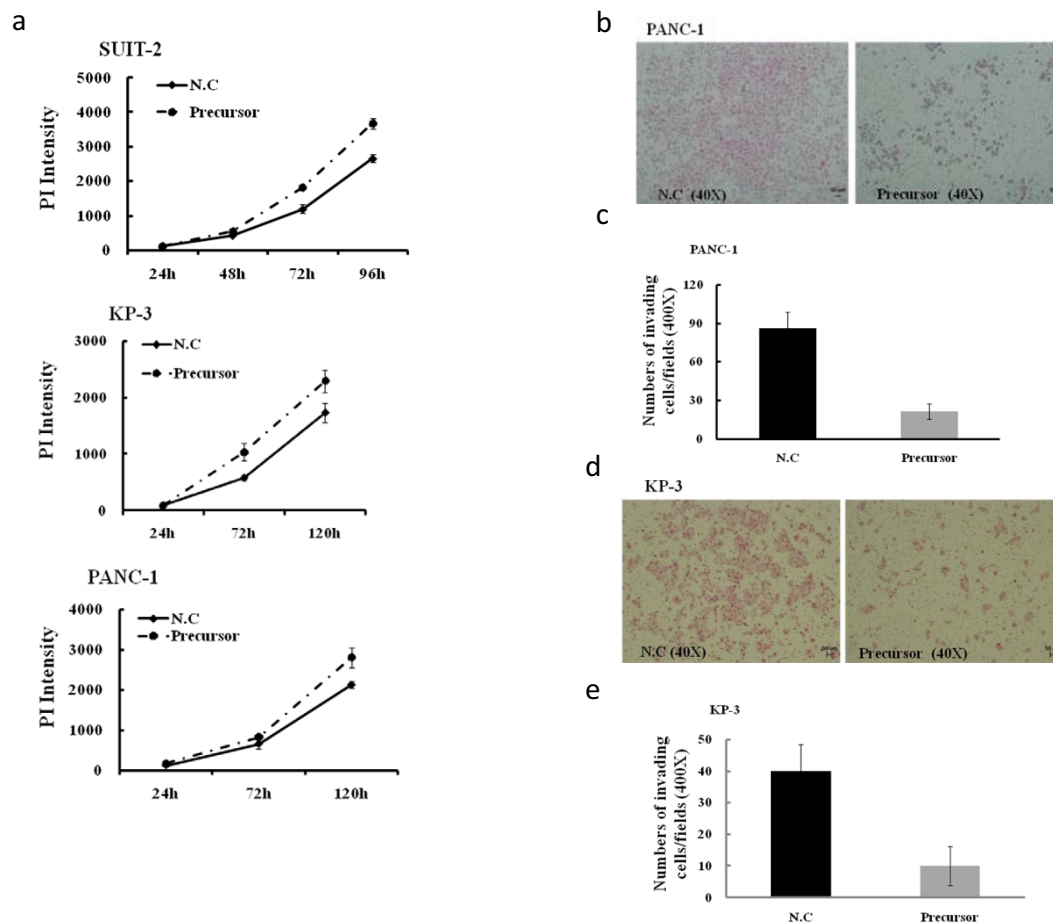 a
SUIT-2
PI Intensity
5000
4000
3000
2000
1000
0
N.C
Precursor
24h 48h 72h 96h
KP-3
PI Intensity
3000
2000
1000
0
N.C
Precursor
24h 72h 120h
PANC-1
PI Intensity
4000
3000
2000
1000
0
N.C
Precursor
24h 72h 120h
b
PANC-1
N.C (40X)
Precursor (40X)
c
PANC-1
Numbers of invading
cells/fields (400X)
120
90
60
30
0
N.C Precursor
d
KP-3
N.C (40X)
Precursor (40X)
e
KP-3
Numbers of invading
cells/fields (400X)
50
40
30
20
10
0
N.C Precursor